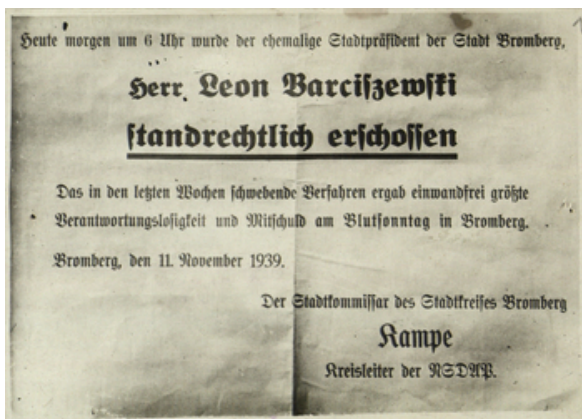 Heute morgen um 6 Uhr wurde der ehemalige Stadtpräsident der Stadt Bromberg,
Herr Leon Barciszewski
standrechtlich erschossen
Das in den letzten Wochen schwebende Verfahren ergab einwandfrei größte
Verantwortungslosigkeit und Mitschuld am Blutsonntag in Bromberg.
Bromberg, den 11. November 1939.
Der Stadtkommissar des Stadtkreises Bromberg
Kampe
Kreisleiter der NSDAP.